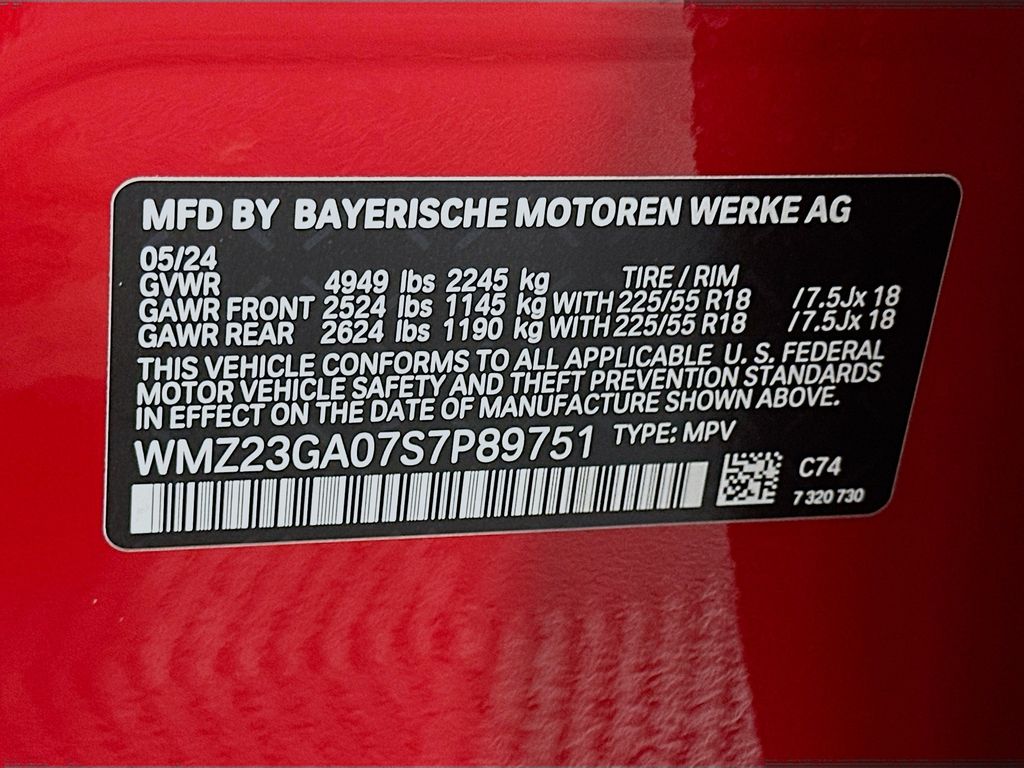 MFD BY BAYERISCHE MOTOREN WERKE AG
05/24
GVWR 4949 lbs 2245 kg TIRE / RIM
GAWR FRONT 2524 lbs 1145 kg WITH 225/55 R18 /7.5Jx 18
GAWR REAR 2624 lbs 1190 kg WITH 225/55 R18 /7.5Jx 18
THIS VEHICLE CONFORMS TO ALL APPLICABLE U. S. FEDERAL
MOTOR VEHICLE SAFETY AND THEFT PREVENTION STANDARDS
IN EFFECT ON THE DATE OF MANUFACTURE SHOWN ABOVE.
WMZ23GA07S7P89751 TYPE: MPV
C74
7 320 730